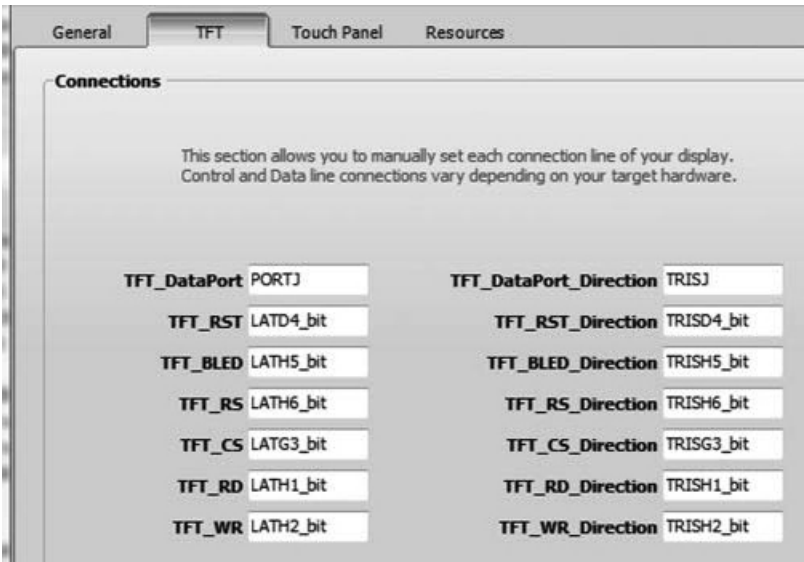 General TFT Touch Panel Resources
Connections
This section allows you to manually set each connection line of your display.
Control and Data line connections vary depending on your target hardware.
TFT_DataPort PORTJ TFT_DataPort_Direction TRISJ
TFT_RST LATD4_bit TFT_RST_Direction TRISD4_bit
TFT_BLED LATH5_bit TFT_BLED_Direction TRISH5_bit
TFT_RS LATH6_bit TFT_RS_Direction TRISH6_bit
TFT_CS LATG3_bit TFT_CS_Direction TRISG3_bit
TFT_RD LATH1_bit TFT_RD_Direction TRISH1_bit
TFT_WR LATH2_bit TFT_WR_Direction TRISH2_bit